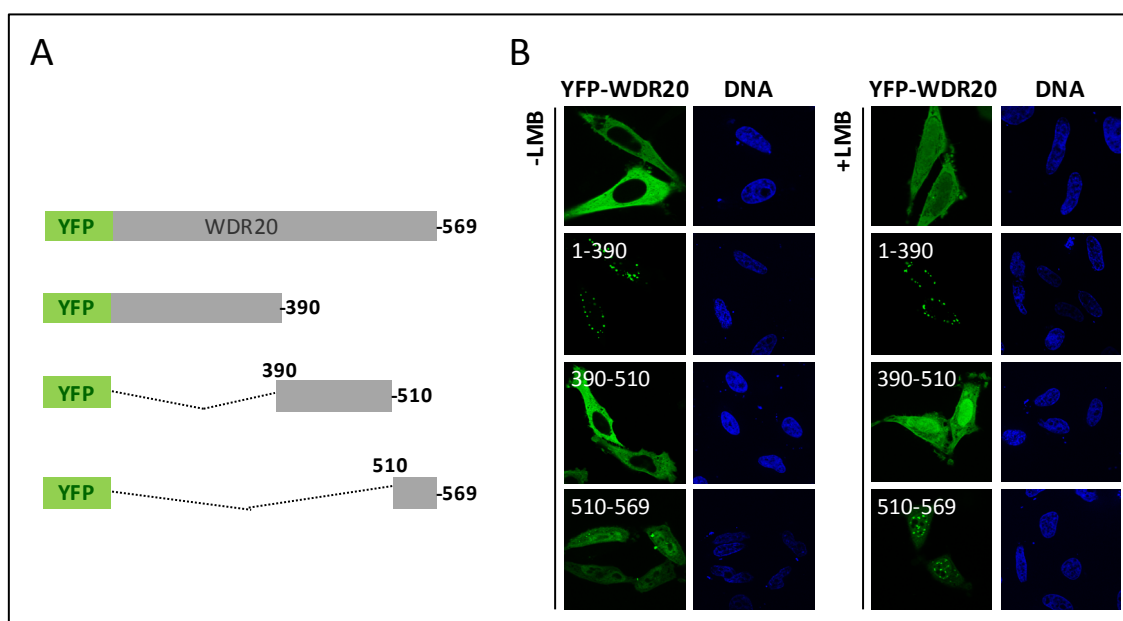 A
YFP
WDR20
-569
YFP
-390
YFP
390
-510
YFP
510
-569
B
YFP-WDR20 DNA YFP-WDR20 DNA
-LMB
+LMB
1-390 1-390
390-510 390-510
510-569 510-569